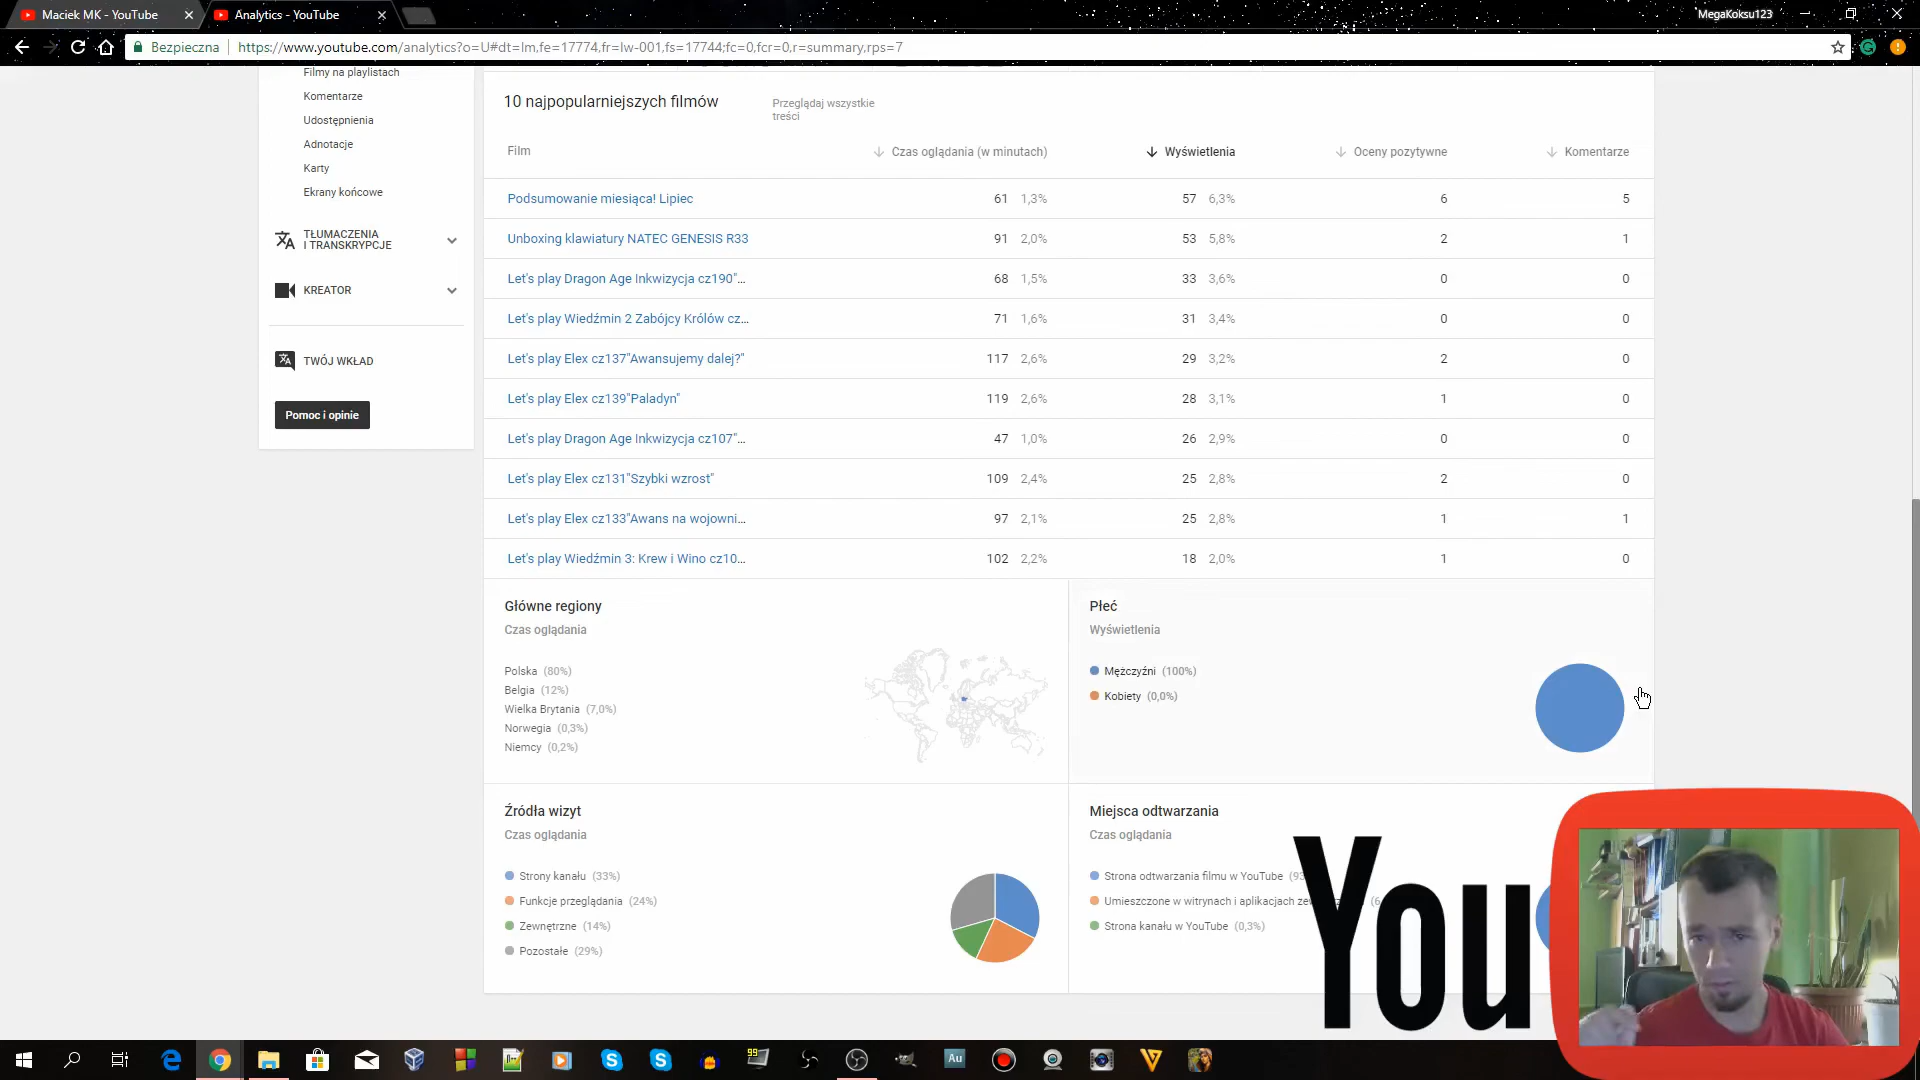 Maciek MK - YouTube
Analytics - YouTube
MegaKoksu123
Bezpieczna
https://www.youtube.com/analytics?o=U#dt=lm,fe=17774,fr=lw-001,fs=17744;fc=0,fcr=0,r=summary,rps=7
Filmy na playlistach
Komentarze
Udostępnienia
Adnotacje
Karty
Ekrany końcowe
TŁUMACZENIA
I TRANSKRYPCJE
KREATOR
TWÓJ WKŁAD
Pomoc i opinie
10 najpopularniejszych filmów
Przeglądaj wszystkie
treści
Film Czas oglądania (w minutach) Wyświetlenia Oceny pozytywne Komentarze
Podsumowanie miesiąca! Lipiec 61 1,3% 57 6,3% 6 5
Unboxing klawiatury NATEC GENESIS R33 91 2,0% 53 5,8% 2 1
Let's play Dragon Age Inkwizycja cz190"... 68 1,5% 33 3,6% 0 0
Let's play Wiedźmin 2 Zabójcy Królów cz... 71 1,6% 31 3,4% 0 0
Let's play Elex cz137"Awansujemy dalej?" 117 2,6% 29 3,2% 2 0
Let's play Elex cz139"Paladyn" 119 2,6% 28 3,1% 1 0
Let's play Dragon Age Inkwizycja cz107"... 47 1,0% 26 2,9% 0 0
Let's play Elex cz131"Szybki wzrost" 109 2,4% 25 2,8% 2 0
Let's play Elex cz133"Awans na wojowni... 97 2,1% 25 2,8% 1 1
Let's play Wiedźmin 3: Krew i Wino cz10... 102 2,2% 18 2,0% 1 0
Główne regiony
Czas oglądania
Polska (80%)
Belgia (12%)
Wielka Brytania (7,0%)
Norwegia (0,3%)
Niemcy (0,2%)
Płeć
Wyświetlenia
Mężczyźni (100%)
Kobiety (0,0%)
Źródła wizyt
Czas oglądania
Strony kanału (33%)
Funkcje przeglądania (24%)
Zewnętrzne (14%)
Pozostałe (29%)
Miejsca odtwarzania
Czas oglądania
Strona odtwarzania filmu w YouTube
Umieszczone w witrynach i aplikacjach
Strona kanału w YouTube (0,3%)
You
99
Au